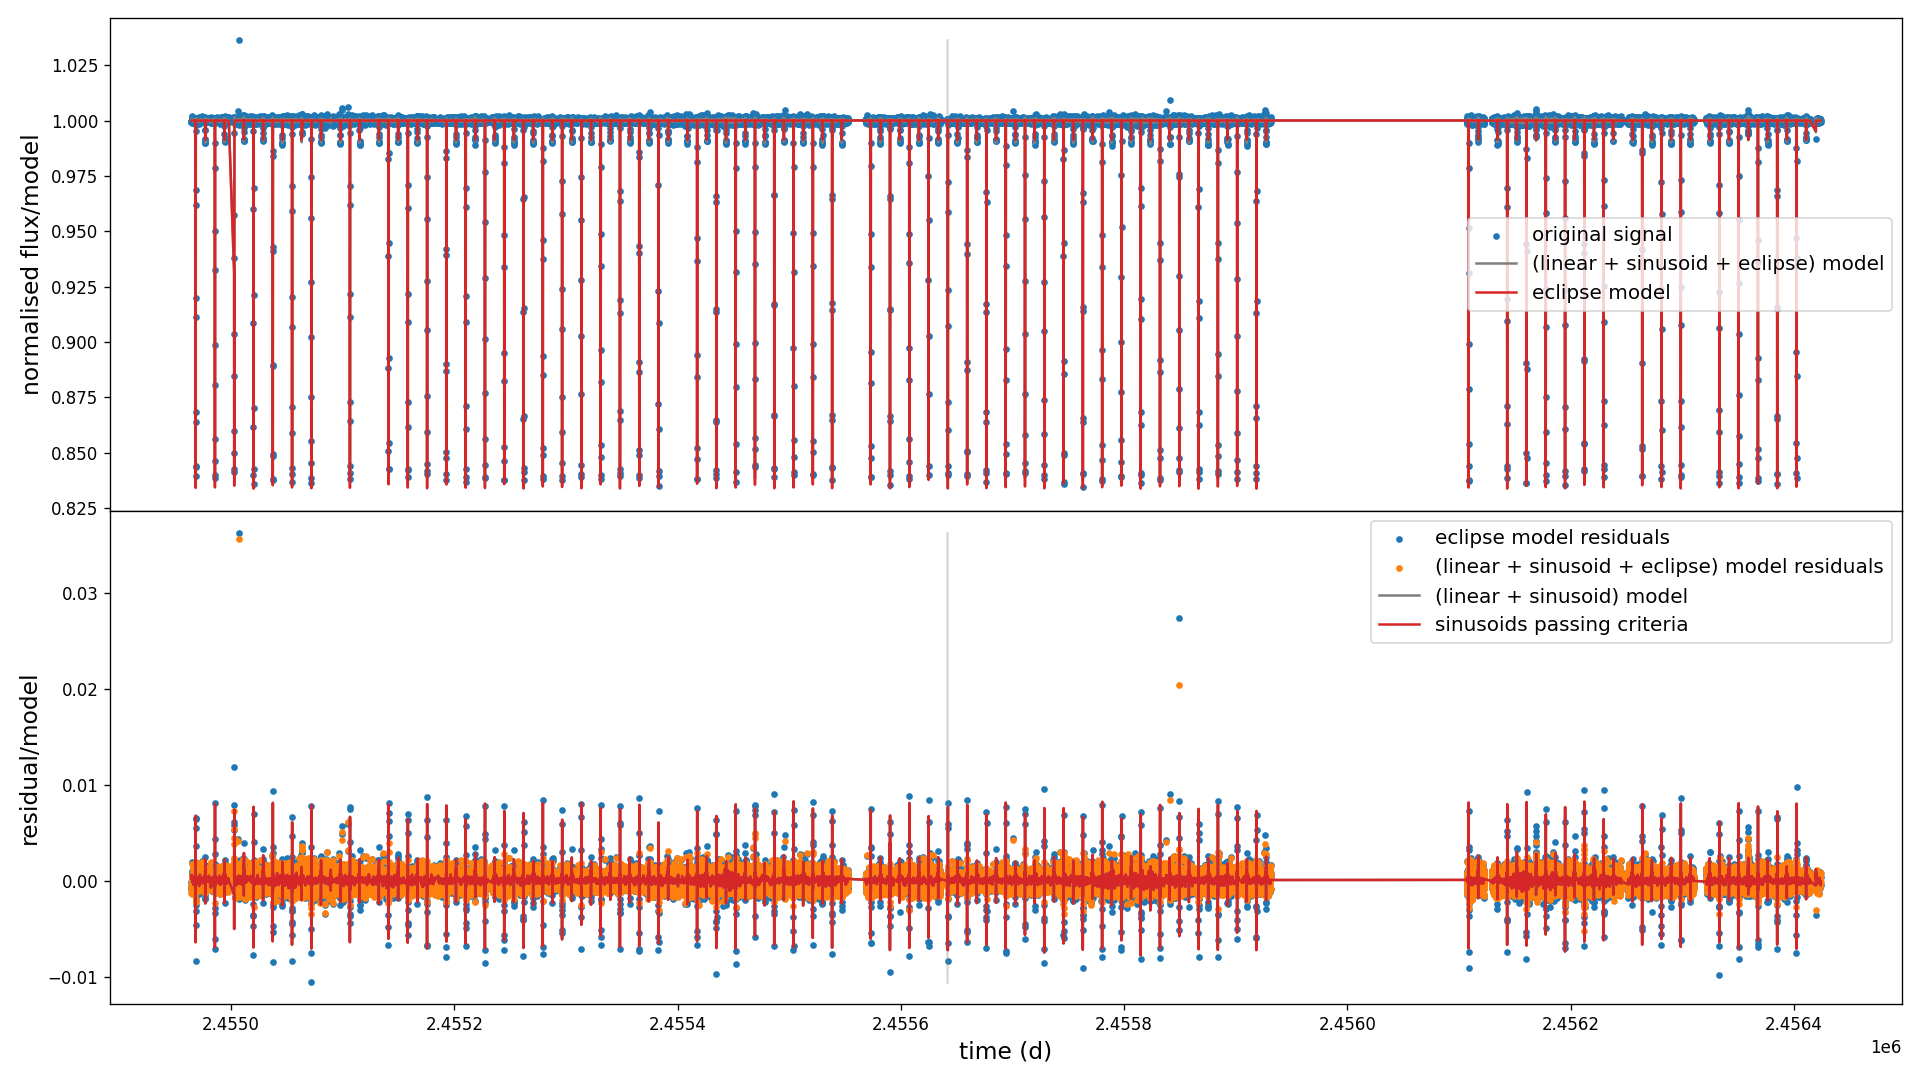 normalised flux/model
1.025
1.000
0.975
0.950
0.925
0.900
0.875
0.850
0.825
original signal
(linear + sinusoid + eclipse) model
eclipse model
residual/model
0.03
0.02
0.01
0.00
−0.01
eclipse model residuals
(linear + sinusoid + eclipse) model residuals
(linear + sinusoid) model
sinusoids passing criteria
2.4550 2.4552 2.4554 2.4556 2.4558 2.4560 2.4562 2.4564
1e6
time (d)